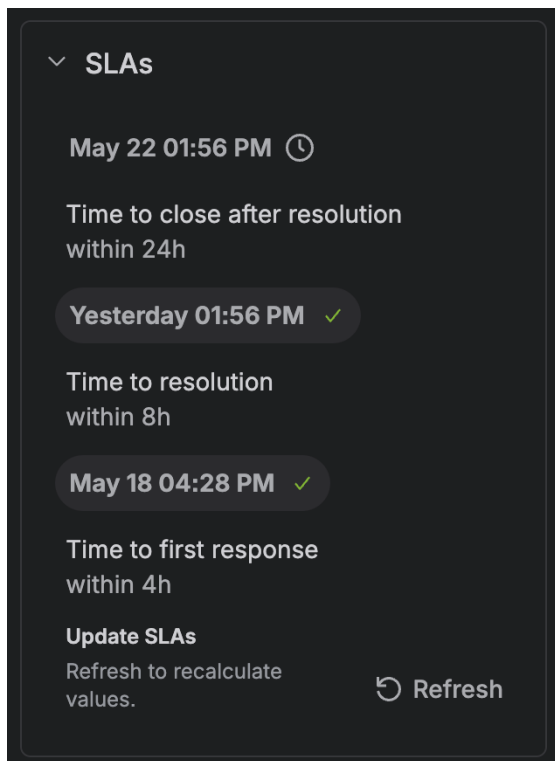 SLAs
May 22 01:56 PM
Time to close after resolution
within 24h
Yesterday 01:56 PM
Time to resolution
within 8h
May 18 04:28 PM
Time to first response
within 4h
Update SLAs
Refresh to recalculate
values.
Refresh